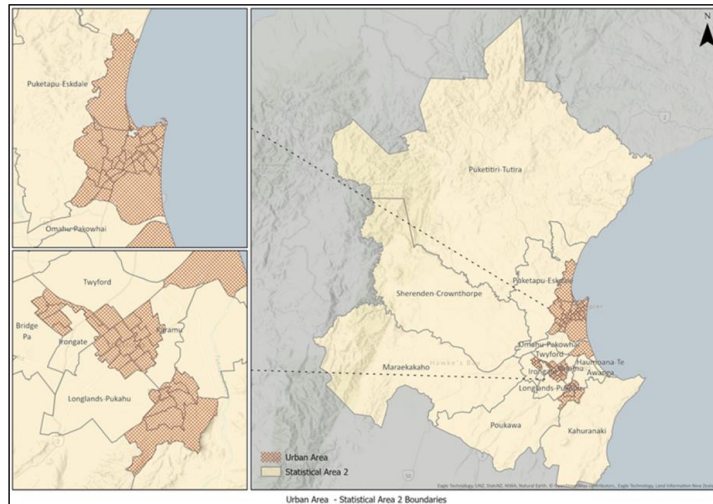 N
Puketapu-Eskdale
Omahu-Pakowhai
Twyford
Bridge
Pa
Irongate
Karamu
Longlands-Pukahu
Puketitiri-Tutira
Puketapu-Eskdale
Sherenden-Crownthorpe
Omahu-Pakowhai
Twyford
Haumoana-Te
Awanga
Maraekakaho
Hawke's Bay
Longlands-Pukahu
Poukawa
Kahuranaki
Urban Area
Statistical Area 2
Urban Area - Statistical Area 2 Boundaries